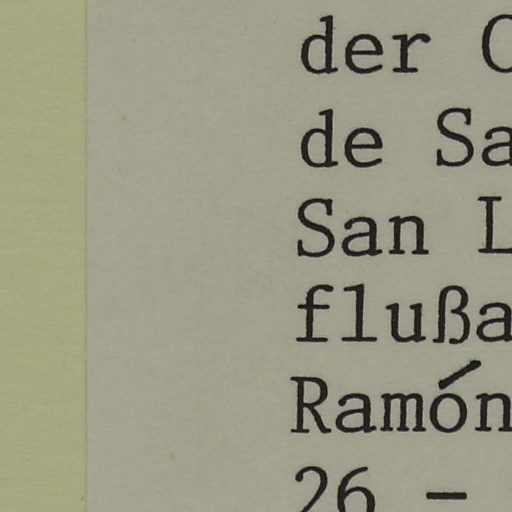 der
de Sa
San L
flußa
Ramón
26 –